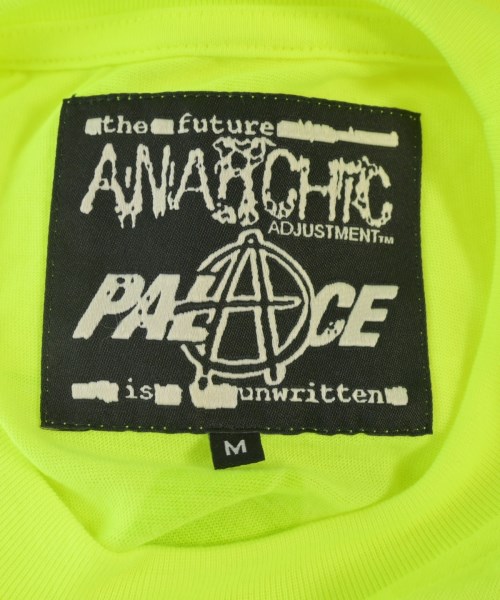 the future
ANARCHIC
ADJUSTMENT™
PALACE
is unwritten
M